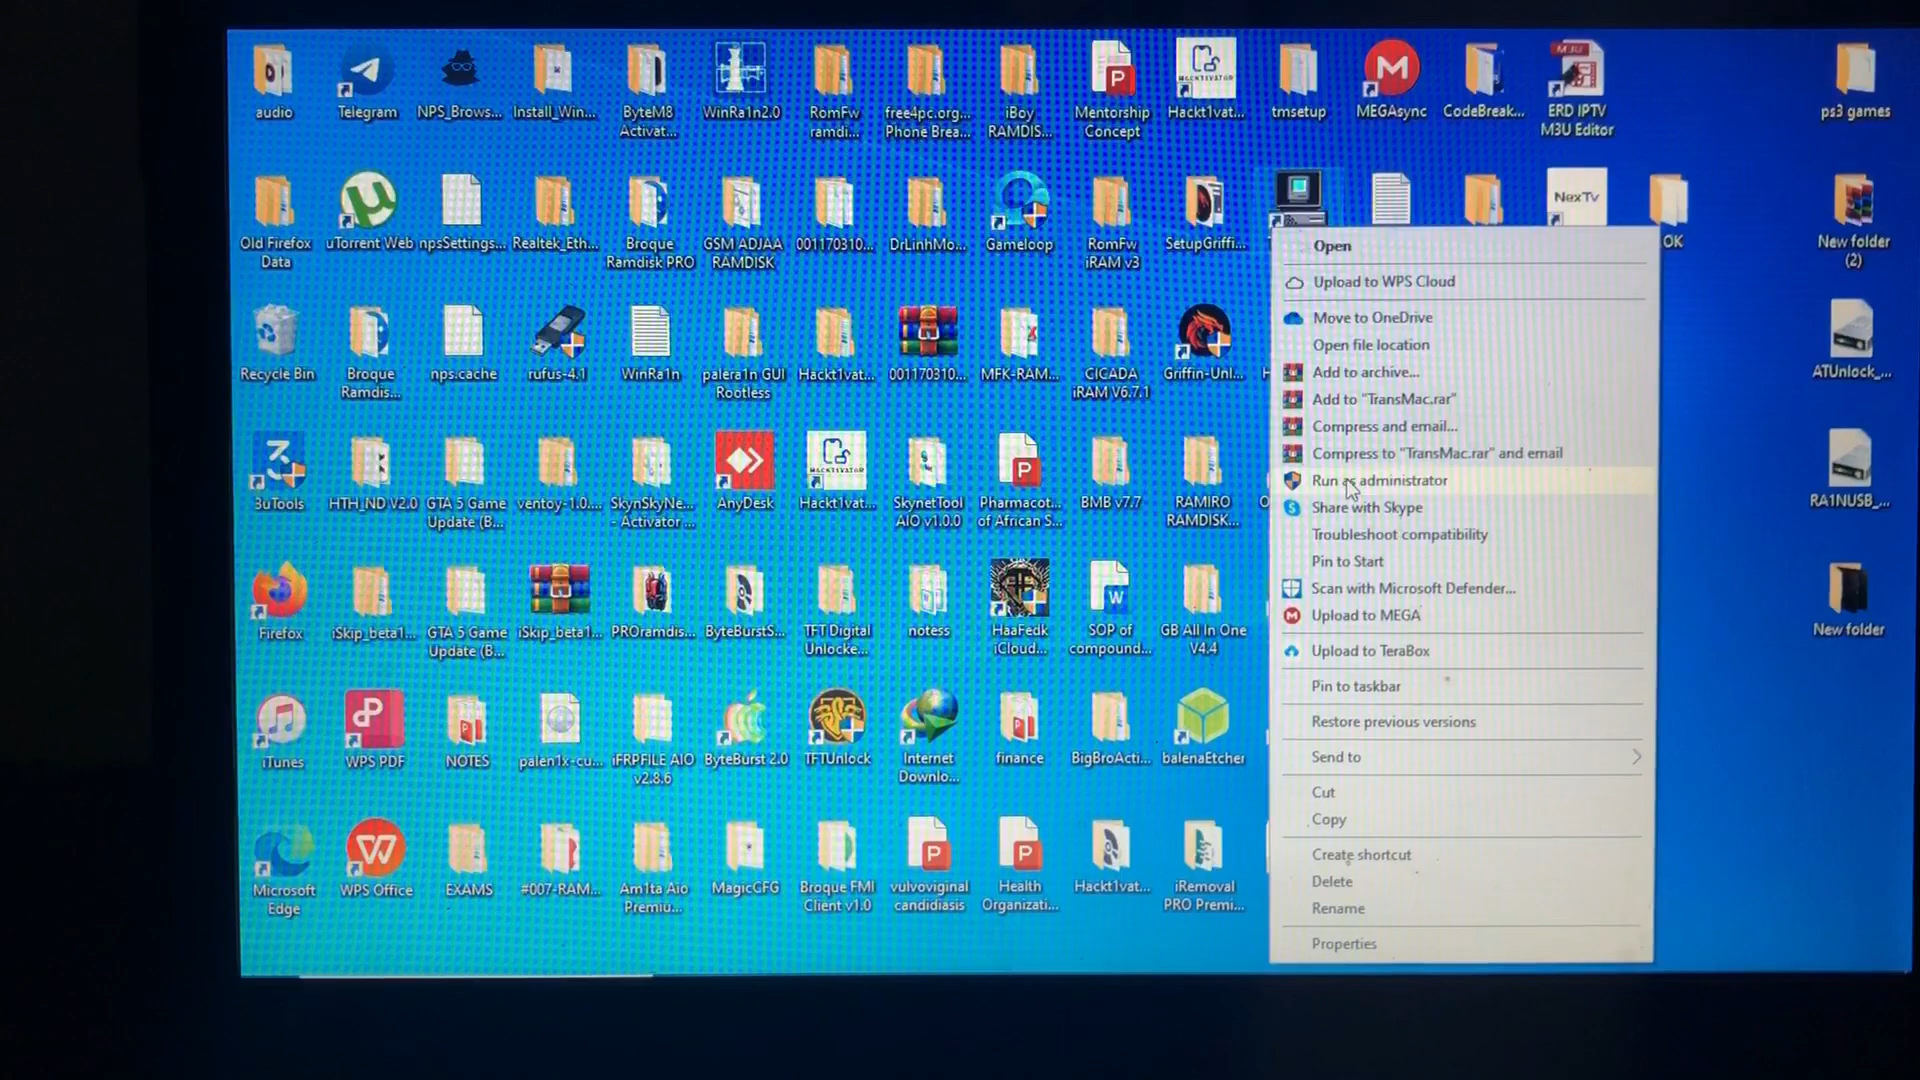 audio
Telegram
NPS_Brows...
Install_Win...
ByteM8
Activat...
WinRa1n2.0
RomFw
ramdi...
free4pc.org...
Phone Brea...
iBoy
RAMDIS...
Mentorship
Concept
HACKTIVATOR
Hackt1vat...
tmsetup
MEGAsync
CodeBreak...
M3U
ERD IPTV
M3U Editor
ps3 games
Old Firefox
Data
uTorrent Web
npsSettings...
Realtek_Eth...
Broque
Ramdisk PRO
GSM ADJAA
RAMDISK
001170310...
DrLinhMo...
Gameloop
RomFw
iRAM v3
SetupGriffi...
NexTv
OK
New folder
(2)
Recycle Bin
Broque
Ramdis...
nps.cache
rufus-4.1
WinRa1n
palera1n GUI
Rootless
Hackt1vat...
001170310...
MFK-RAM...
CICADA
iRAM V6.7.1
Griffin-Unl...
ATUnlock_...
3uTools
HTH_ND V2.0
GTA 5 Game
Update (B...
ventoy-1.0....
SkynSkyNe...
- Activator ...
AnyDesk
HACKTIVATOR
Hackt1vat...
SkynetTool
AIO v1.0.0
Pharmacot...
of African S...
BMB v7.7
RAMIRO
RAMDISK...
RA1NUSB_...
Firefox
iSkip_beta1...
GTA 5 Game
Update (B...
iSkip_beta1...
PROramdis...
ByteBurstS...
TFT Digital
Unlocke...
notess
HaaFedk
iCloud...
SOP of
compound...
GB All In One
V4.4
New folder
iTunes
WPS PDF
NOTES
palen1x-cu...
iFRPFILE AIO
v2.8.6
ByteBurst 2.0
TFTUnlock
Internet
Downlo...
finance
BigBroActi...
balenaEtcher
Microsoft
Edge
WPS Office
EXAMS
#007-RAM...
Am1ta Aio
Premiu...
MagicCFG
Broque FMI
Client v1.0
vulvoviginal
candidiasis
Health
Organizati...
Hackt1vat...
iRemoval
PRO Premi...
Open
Upload to WPS Cloud
Move to OneDrive
Open file location
Add to archive...
Add to "TransMac.rar"
Compress and email...
Compress to "TransMac.rar" and email
Run as administrator
Share with Skype
Troubleshoot compatibility
Pin to Start
Scan with Microsoft Defender...
Upload to MEGA
Upload to TeraBox
Pin to taskbar
Restore previous versions
Send to
Cut
Copy
Create shortcut
Delete
Rename
Properties